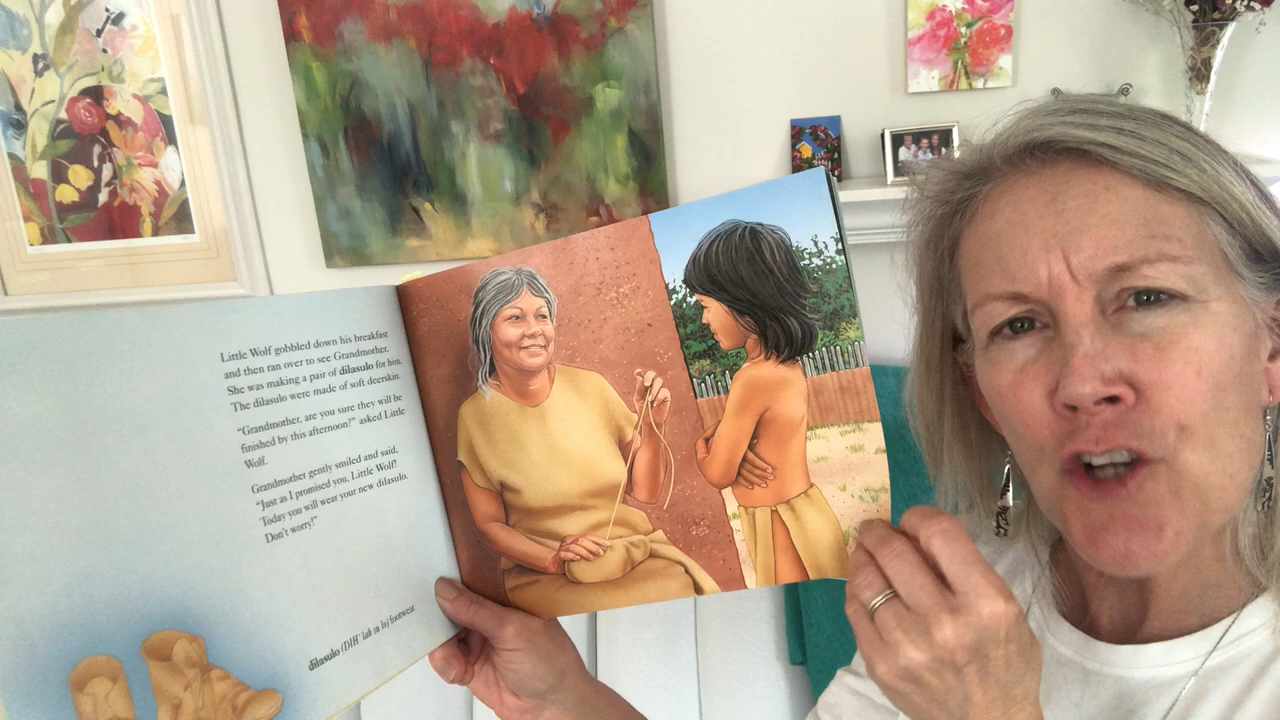 Little Wolf gobbled down his breakfast
and then ran over to see Grandmother.
She was making a pair of dilasulo for him.
The dilasulo were made of soft deerskin.
"Grandmother, are you sure they will be
finished by this afternoon?" asked Little
Wolf.
Grandmother gently smiled and said,
"Just as I promised you, Little Wolf!
Today you will wear your new dilasulo.
Don't worry!"
dilasulo (DIH' lah su lo) footwear